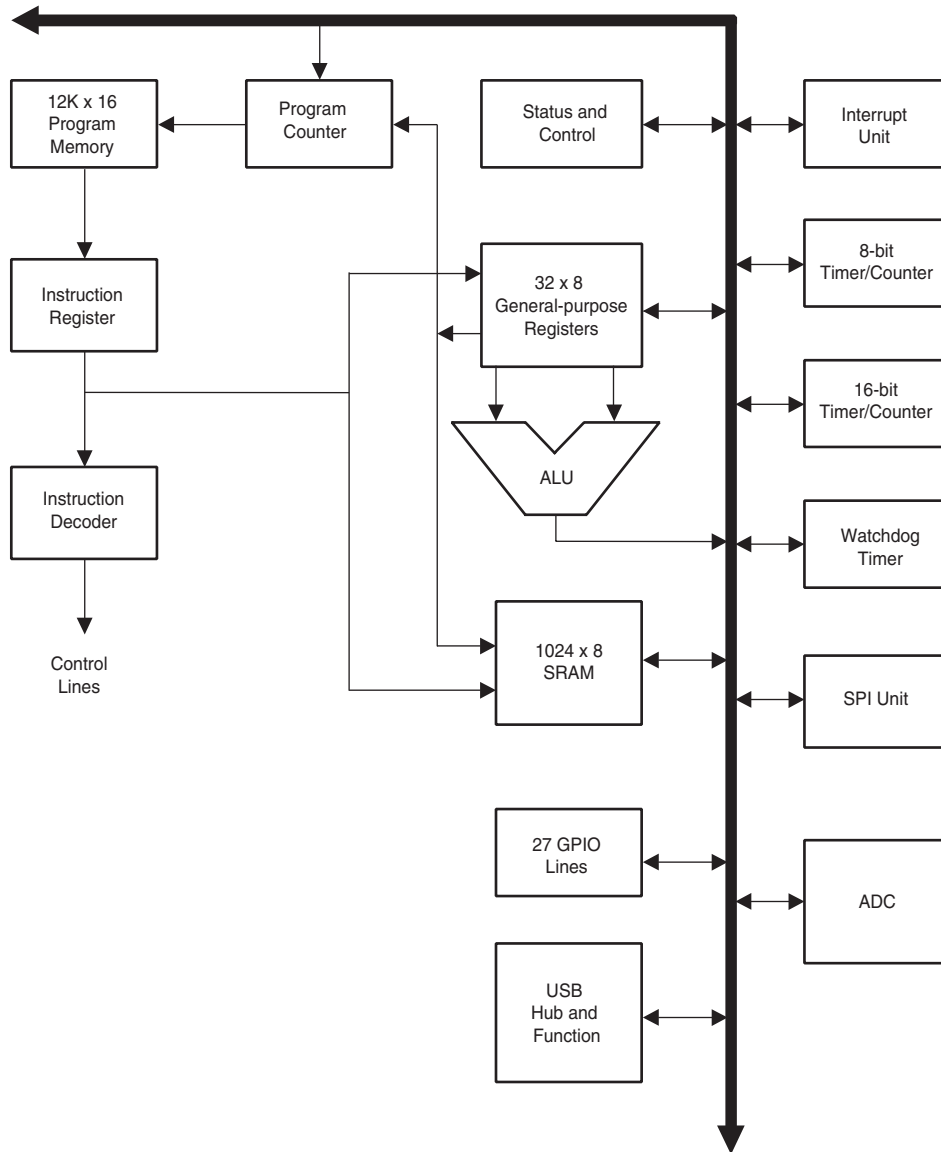 12K x 16
Program
Memory
Program
Counter
Status and
Control
Interrupt
Unit
8-bit
Timer/Counter
Instruction
Register
32 x 8
General-purpose
Registers
16-bit
Timer/Counter
ALU
Instruction
Decoder
Watchdog
Timer
Control
Lines
1024 x 8
SRAM
SPI Unit
27 GPIO
Lines
ADC
USB
Hub and
Function